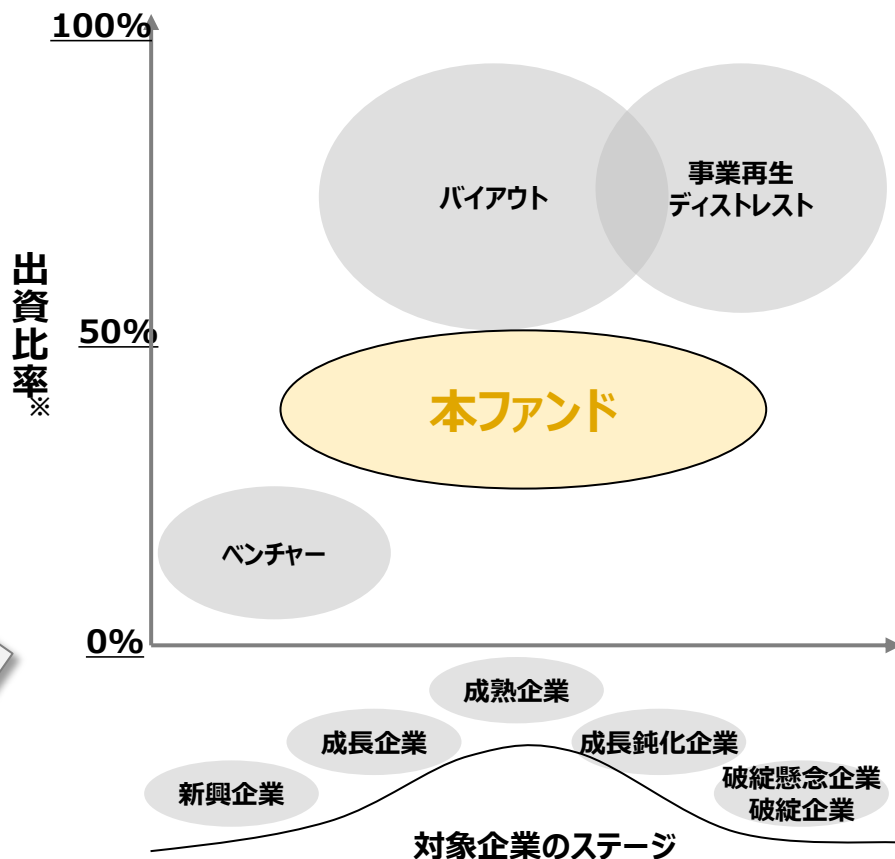 100%
バイアウト
事業再生
ディストレスト
出資比率※
50%
本ファンド
ベンチャー
0%
成熟企業
成長企業
成長鈍化企業
新興企業
破綻懸念企業
破綻企業
対象企業のステージ